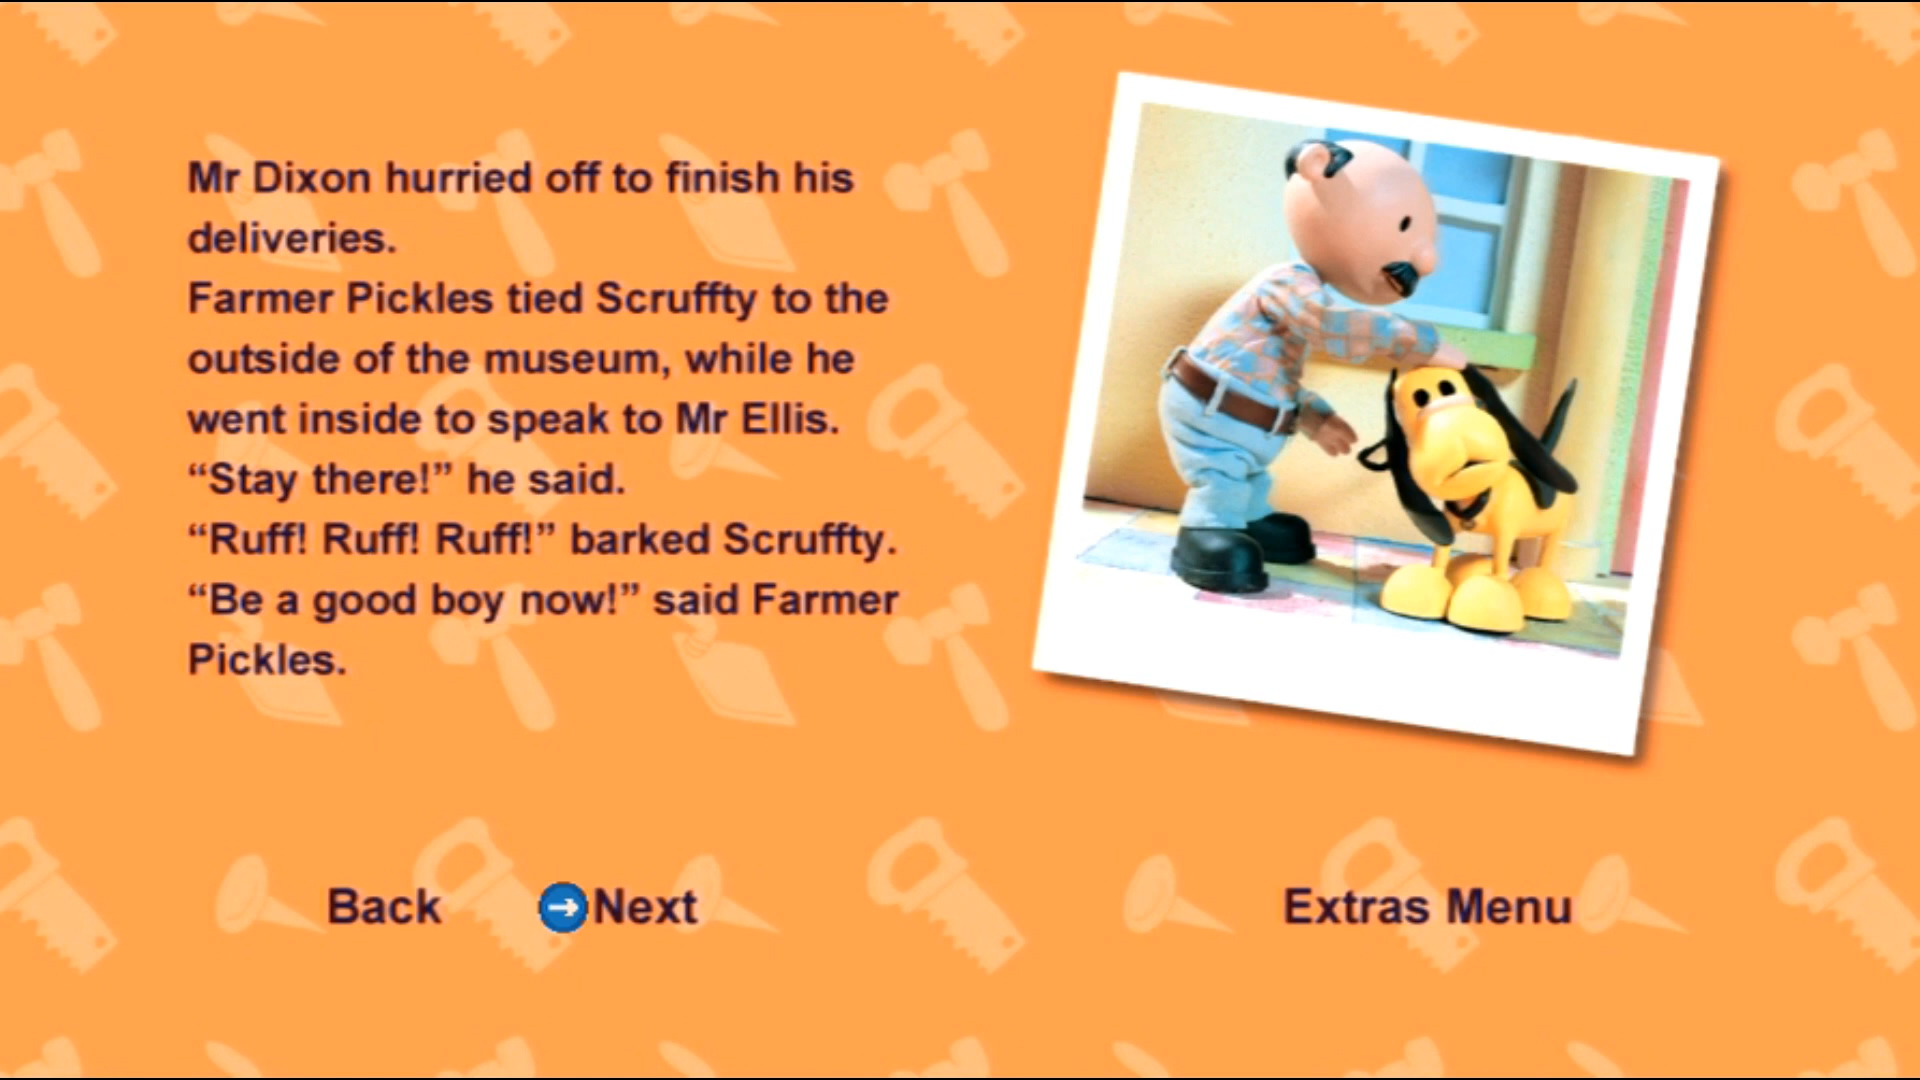 Mr Dixon hurried off to finish his
deliveries.
Farmer Pickles tied Scruffty to the
outside of the museum, while he
went inside to speak to Mr Ellis.
“Stay there!” he said.
“Ruff! Ruff! Ruff!” barked Scruffty.
“Be a good boy now!” said Farmer
Pickles.
Back
Next
Extras Menu